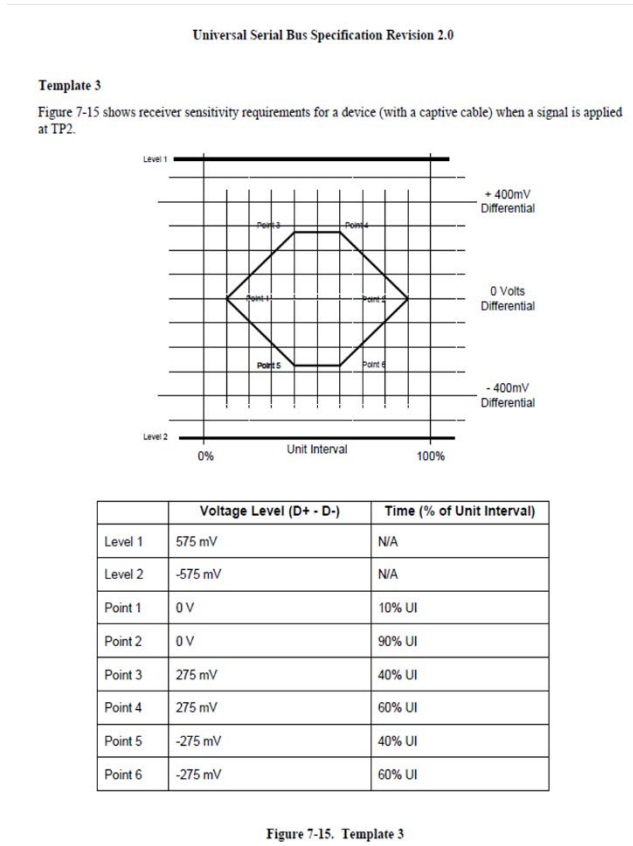 Universal Serial Bus Specification Revision 2.0
Template 3
Figure 7-15 shows receiver sensitivity requirements for a device (with a captive cable) when a signal is applied
at TP2.
Level 1
+ 400mV
Differential
Point 3
Point 4
0 Volts
Differential
Point 1
Point 2
Point 5
Point 6
- 400mV
Differential
Level 2
0%
Unit Interval
100%
Voltage Level (D+ - D-)
Time (% of Unit Interval)
Level 1
575 mV
N/A
Level 2
-575 mV
N/A
Point 1
0 V
10% UI
Point 2
0 V
90% UI
Point 3
275 mV
40% UI
Point 4
275 mV
60% UI
Point 5
-275 mV
40% UI
Point 6
-275 mV
60% UI
Figure 7-15. Template 3